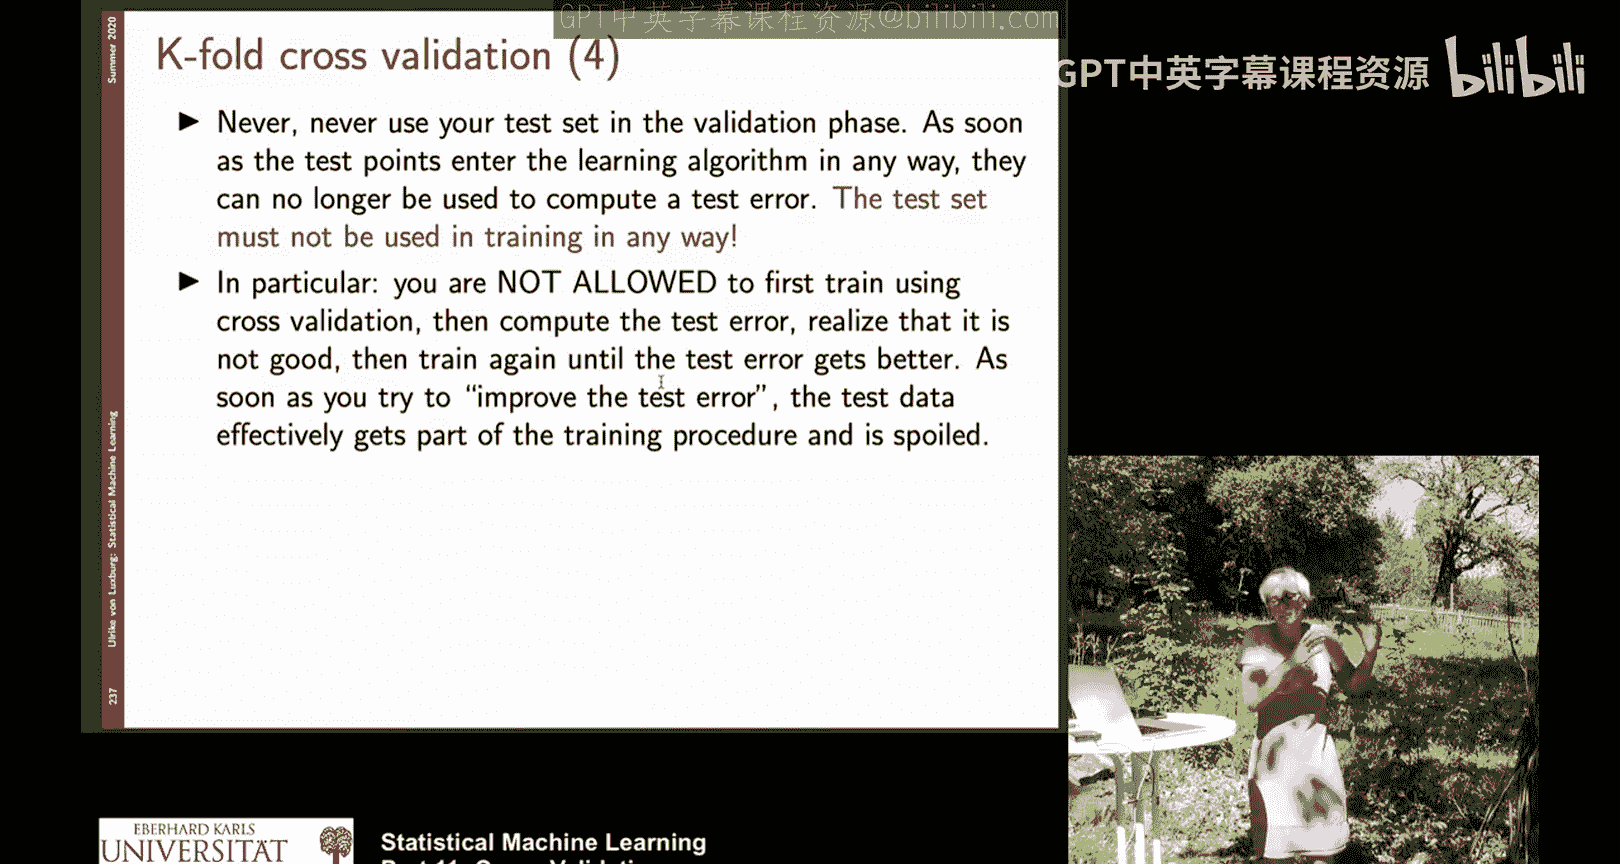 GPT中英字幕课程资源@bilibili.com
GPT中英字幕课程资源 bilibili
Summer 2020
K-fold cross validation (4)
▶ Never, never use your test set in the validation phase. As soon
as the test points enter the learning algorithm in any way, they
can no longer be used to compute a test error. The test set
must not be used in training in any way!
▶ In particular: you are NOT ALLOWED to first train using
cross validation, then compute the test error, realize that it is
not good, then train again until the test error gets better. As
soon as you try to “improve the test error”, the test data
effectively gets part of the training procedure and is spoiled.
Ulrike von Luxburg: Statistical Machine Learning
237
EBERHARD KARLS
UNIVERSITÄT
Statistical Machine Learning
Part 11: Cross Validation